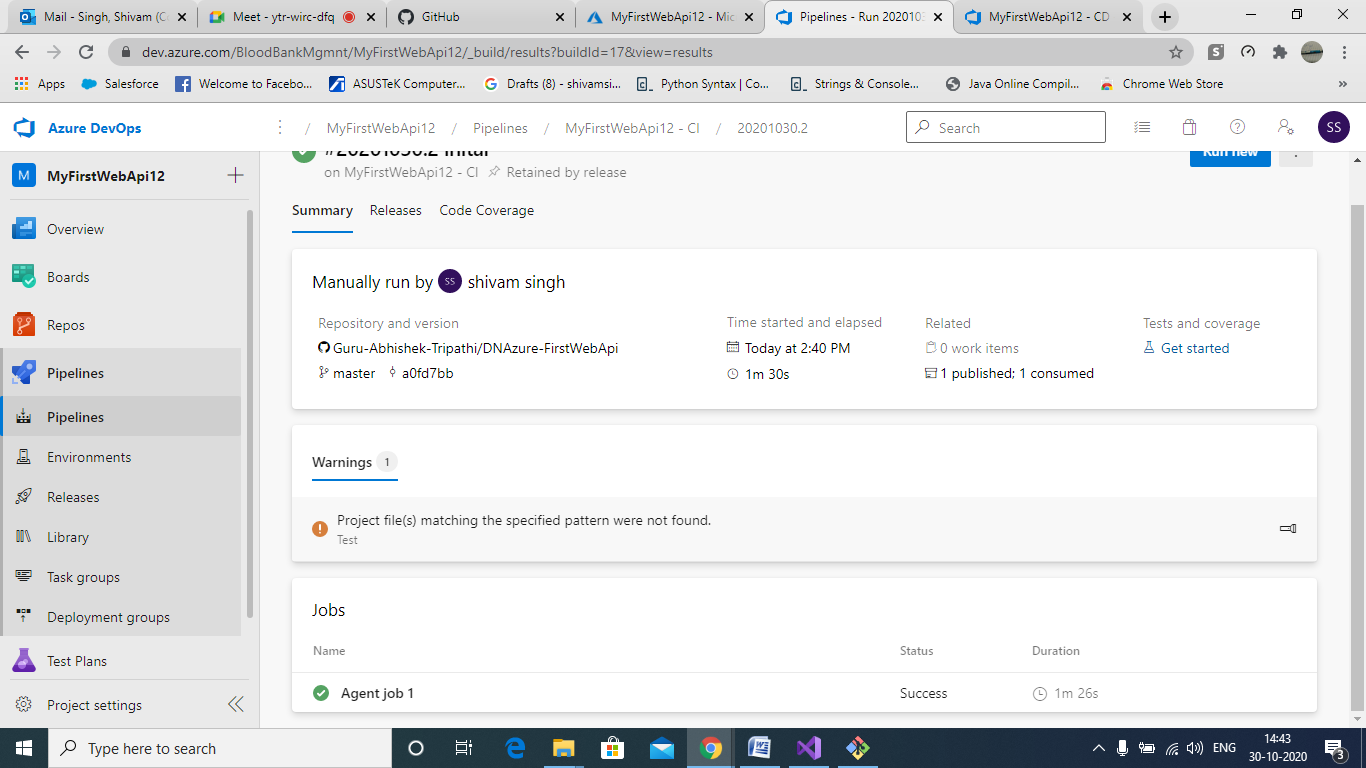 Mail - Singh, Shivam (C
Meet - ytr-wirc-dfq
GitHub
MyFirstWebApi12 - Mic
Pipelines - Run 2020103
MyFirstWebApi12 - CD
dev.azure.com/BloodBankMgmnt/MyFirstWebApi12/_build/results?buildId=17&view=results
Apps
Salesforce
Welcome to Facebo...
ASUSTeK Computer...
Drafts (8) - shivamsi...
Python Syntax | Co...
Strings & Console...
Java Online Compil...
Chrome Web Store
Azure DevOps
/ MyFirstWebApi12 / Pipelines / MyFirstWebApi12 - CI / 20201030.2
Search
SS
M MyFirstWebApi12
Overview
Boards
Repos
Pipelines
Pipelines
Environments
Releases
Library
Task groups
Deployment groups
Test Plans
Project settings
#20201030.2 Inital
Run new
on MyFirstWebApi12 - CI Retained by release
Summary Releases Code Coverage
Manually run by SS shivam singh
Repository and version
Guru-Abhishek-Tripathi/DNAzure-FirstWebApi
master a0fd7bb
Time started and elapsed
Today at 2:40 PM
1m 30s
Related
0 work items
1 published; 1 consumed
Tests and coverage
Get started
Warnings 1
Project file(s) matching the specified pattern were not found.
Test
Jobs
Name Status Duration
Agent job 1 Success 1m 26s
Type here to search
ENG
14:43
30-10-2020
3